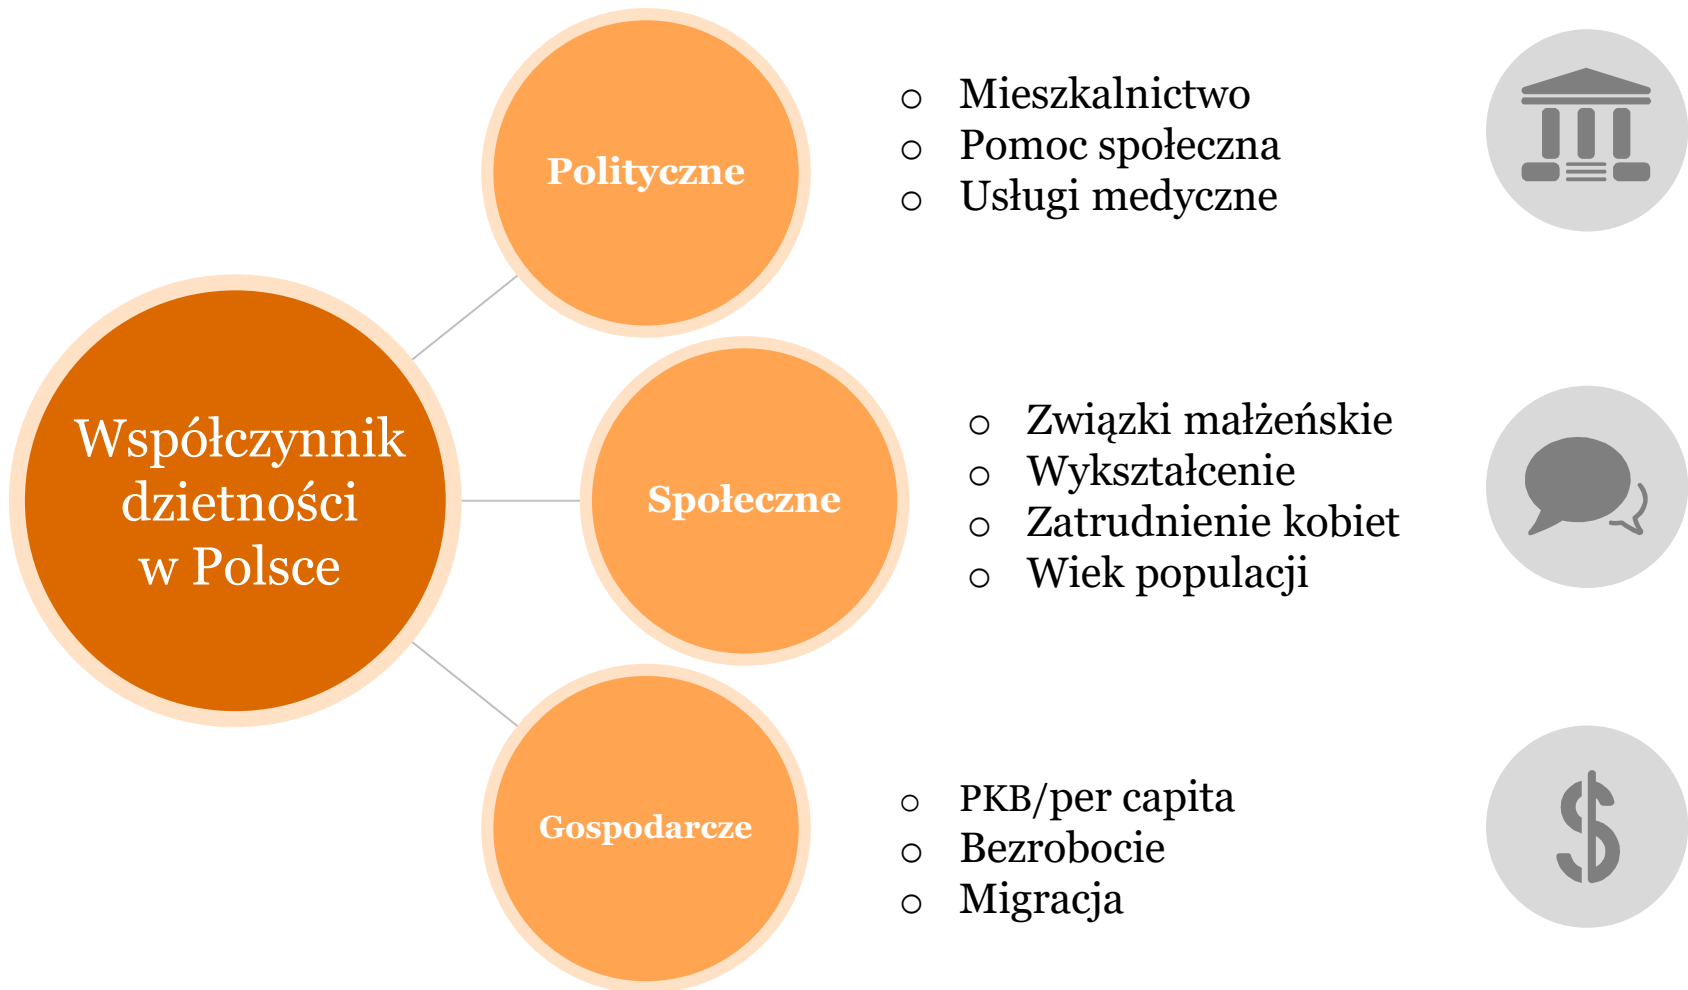 Współczynnik
dzietności
w Polsce
Polityczne
Mieszkalnictwo
Pomoc społeczna
Usługi medyczne
Społeczne
Związki małżeńskie
Wykształcenie
Zatrudnienie kobiet
Wiek populacji
Gospodarcze
PKB/per capita
Bezrobocie
Migracja